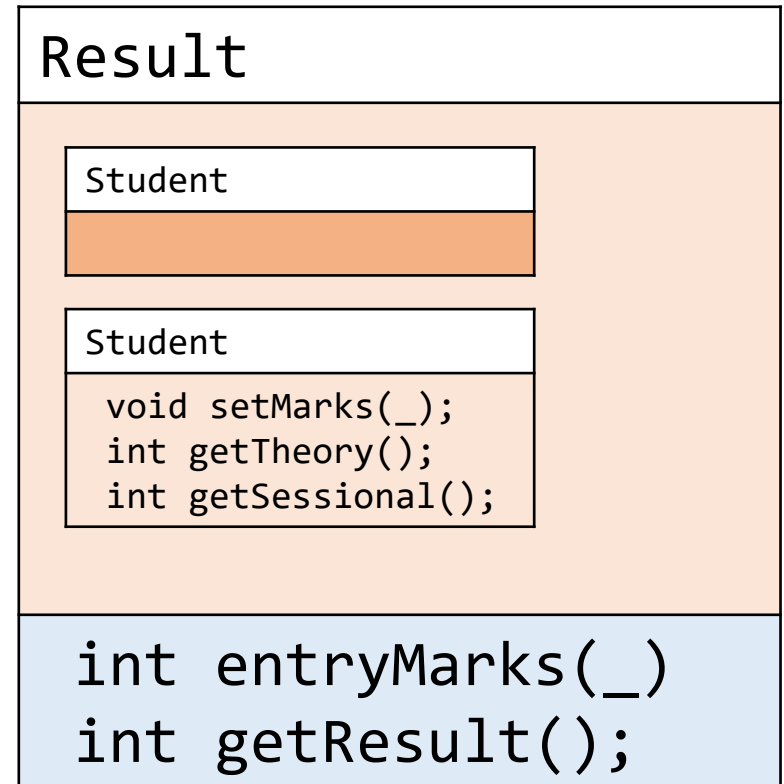 Result
Student
Student
void setMarks(_);
int getTheory();
int getSessional();
int entryMarks(_)
int getResult();